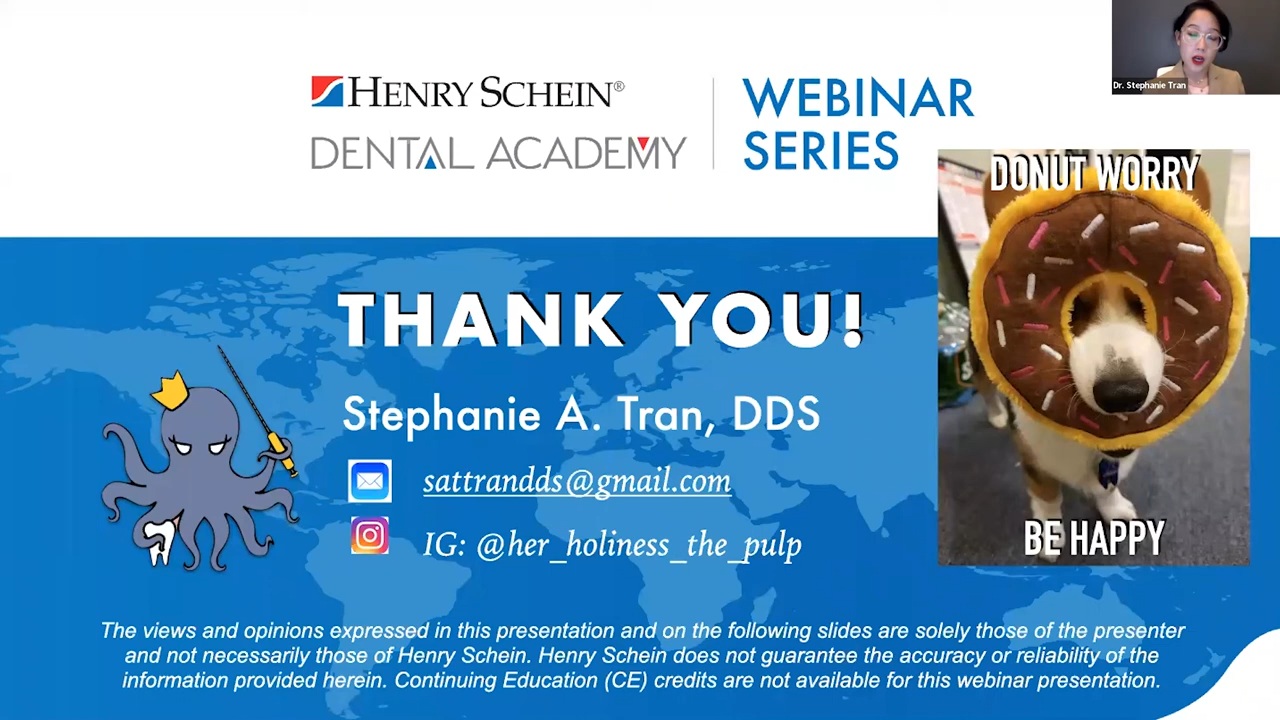 HENRY SCHEIN®
DENTAL ACADEMY
WEBINAR
SERIES
Dr. Stephanie Tran
DONUT WORRY
BE HAPPY
THANK YOU!
Stephanie A. Tran, DDS
sattrandds@gmail.com
IG: @her_holiness_the_pulp
The views and opinions expressed in this presentation and on the following slides are solely those of the presenter
and not necessarily those of Henry Schein. Henry Schein does not guarantee the accuracy or reliability of the
information provided herein. Continuing Education (CE) credits are not available for this webinar presentation.